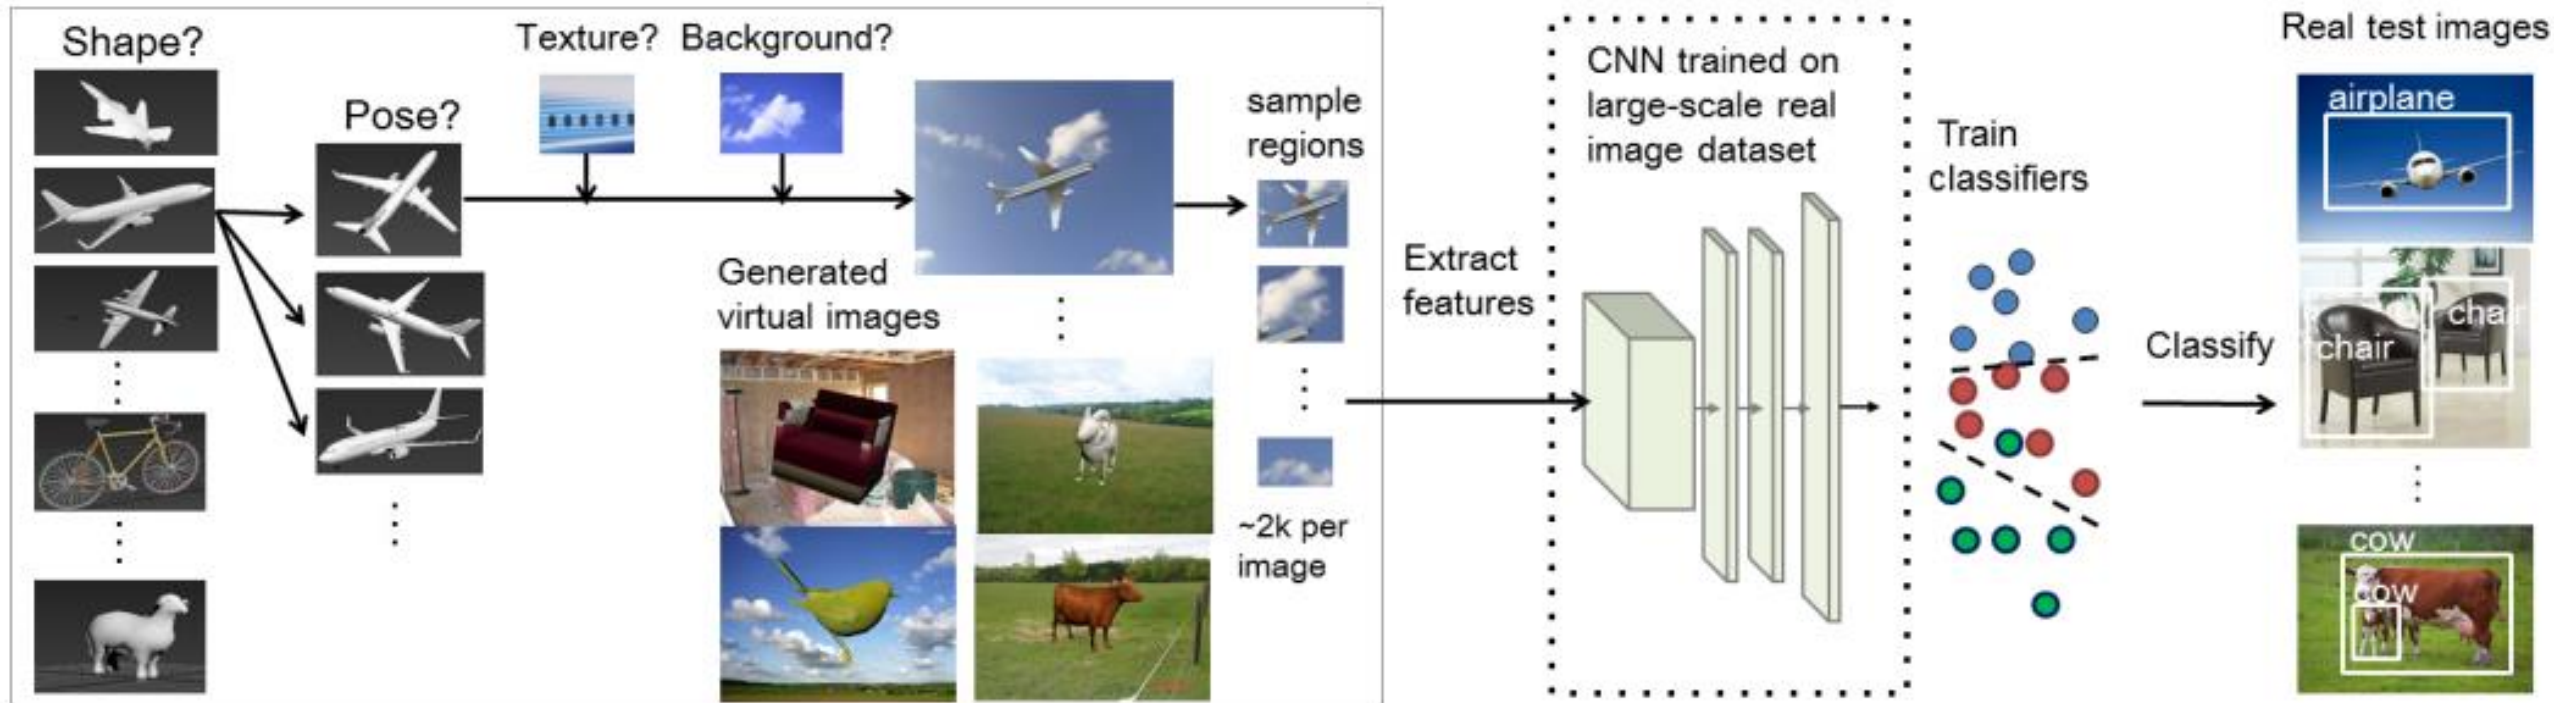 Shape?
Pose?
Texture?
Background?
sample
regions
Generated
virtual images
~2k per
image
Extract
features
CNN trained on
large-scale real
image dataset
Train
classifiers
Classify
Real test images
airplane
chair
chair
cow
cow